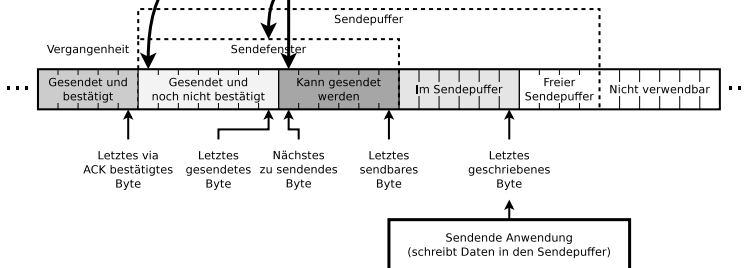 Sendepuffer
Vergangenheit
Sendefenster
Gesendet und
bestätigt
Gesendet und
noch nicht bestätigt
Kann gesendet
werden
Im Sendepuffer
Freier
Sendepuffer
Nicht verwendbar
Letztes via
ACK bestätigtes
Byte
Letztes
gesendetes
Byte
Nächstes
zu sendendes
Byte
Letztes
sendbares
Byte
Letztes
geschriebenes
Byte
Sendende Anwendung
(schreibt Daten in den Sendepuffer)